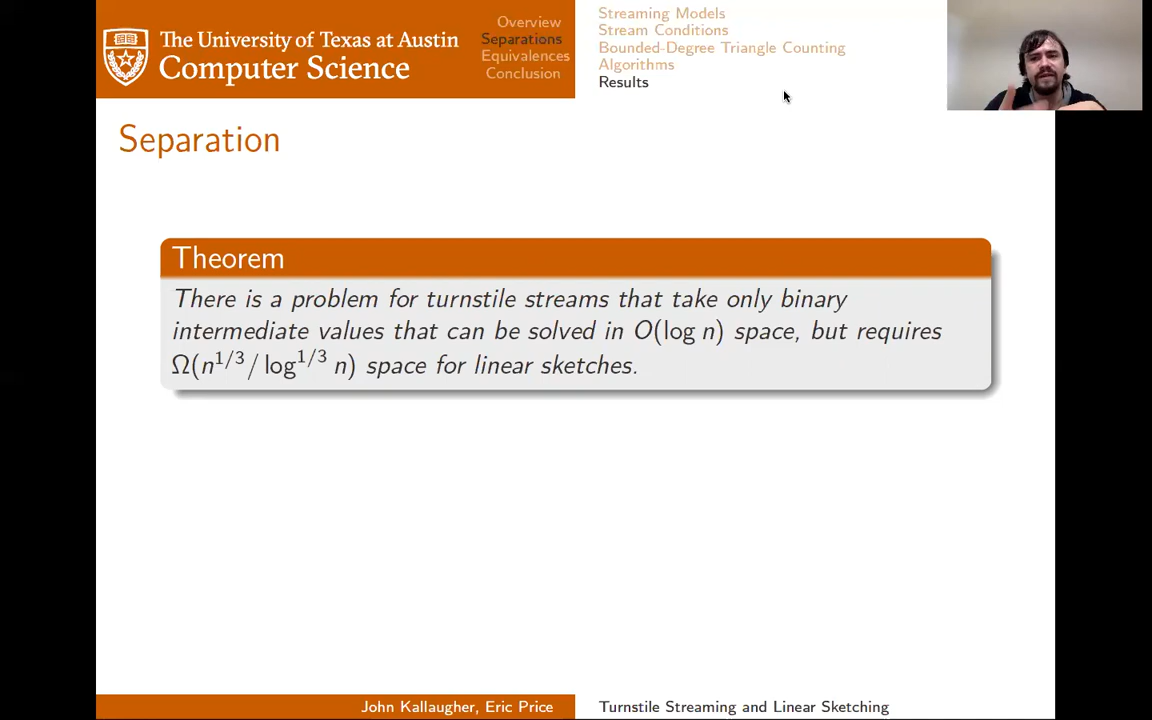 The University of Texas at Austin
Computer Science
Overview
Separations
Equivalences
Conclusion
Streaming Models
Stream Conditions
Bounded-Degree Triangle Counting
Algorithms
Results
Separation
Theorem
There is a problem for turnstile streams that take only binary
intermediate values that can be solved in O(log n) space, but requires
Ω(n^{1/3}/ log^{1/3} n) space for linear sketches.
John Kallaugher, Eric Price
Turnstile Streaming and Linear Sketching